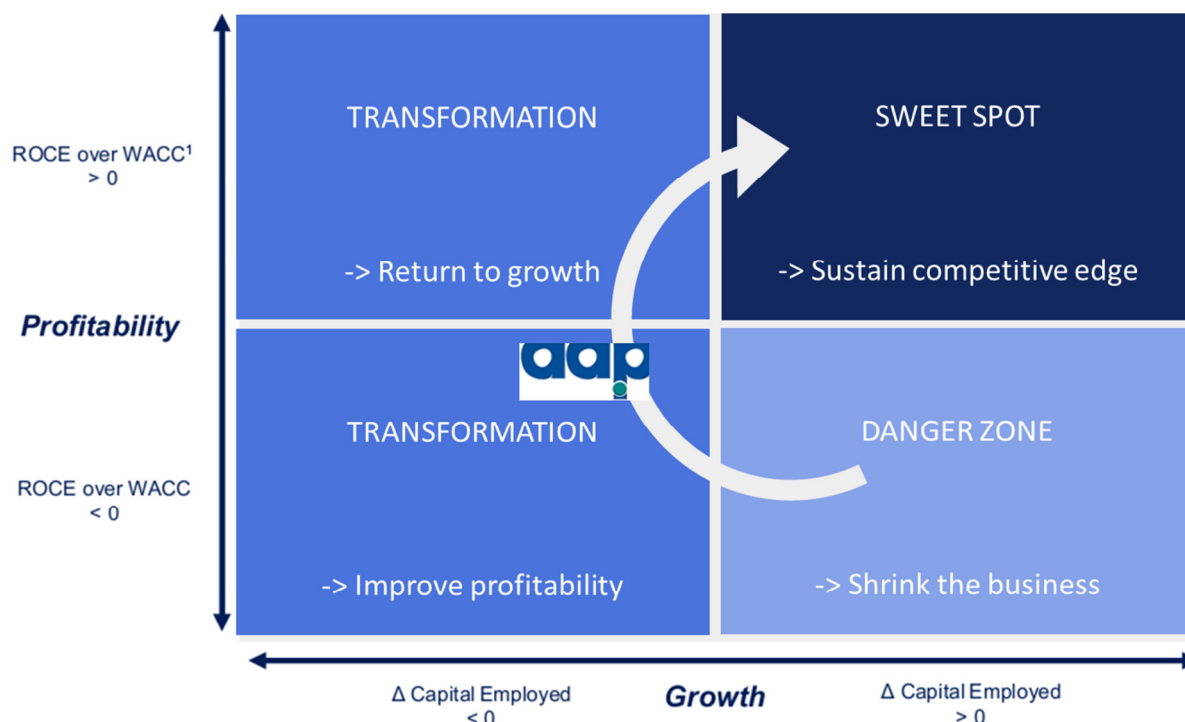 TRANSFORMATION
SWEET SPOT
ROCE over WACC¹
> 0
-> Return to growth
-> Sustain competitive edge
Profitability
aap
TRANSFORMATION
DANGER ZONE
ROCE over WACC
< 0
-> Improve profitability
-> Shrink the business
Δ Capital Employed
< 0
Growth
Δ Capital Employed
> 0